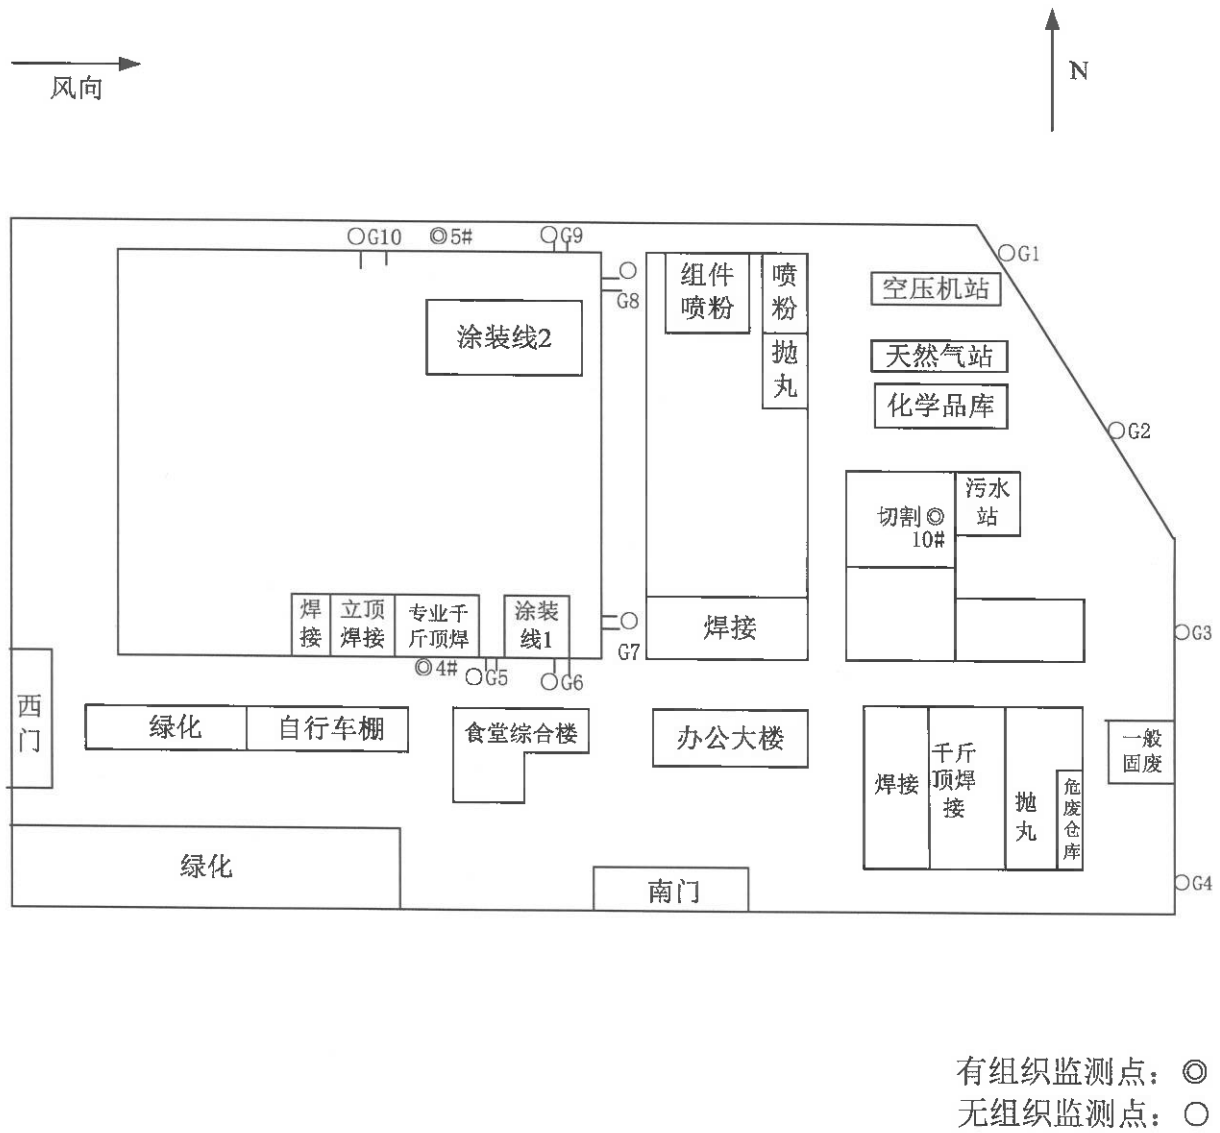 风向
N
G10
5#
G9
G1
G8
组件
喷粉
喷
粉
空压机站
涂装线2
抛
丸
天然气站
化学品库
G2
切割
10#
污水
站
焊
接
立顶
焊接
专业千
斤顶焊
涂装
线1
焊接
G7
G3
4#
G5
G6
西
门
绿化
自行车棚
食堂综合楼
办公大楼
焊接
千斤
顶焊
接
抛
丸
危
废
仓
库
一般
固废
绿化
南门
G4
有组织监测点：◎
无组织监测点：○